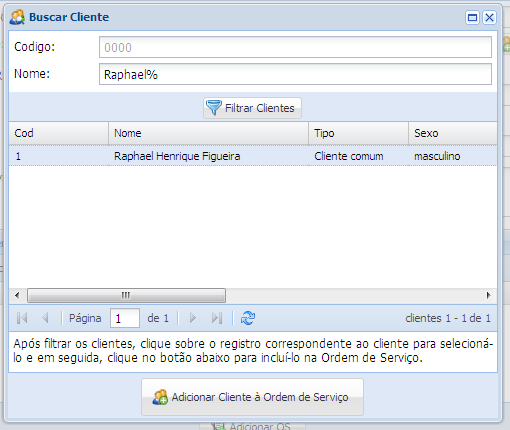 Buscar Cliente
Codigo: 0000
Nome: Raphael%
Filtrar Clientes
Cod Nome Tipo Sexo
1 Raphael Henrique Figueira Cliente comum masculino
Página 1 de 1 clientes 1 - 1 de 1
Após filtrar os clientes, clique sobre o registro correspondente ao cliente para selecioná-
lo e em seguida, clique no botão abaixo para incluí-lo na Ordem de Serviço.
Adicionar Cliente à Ordem de Serviço
Adicionar OS